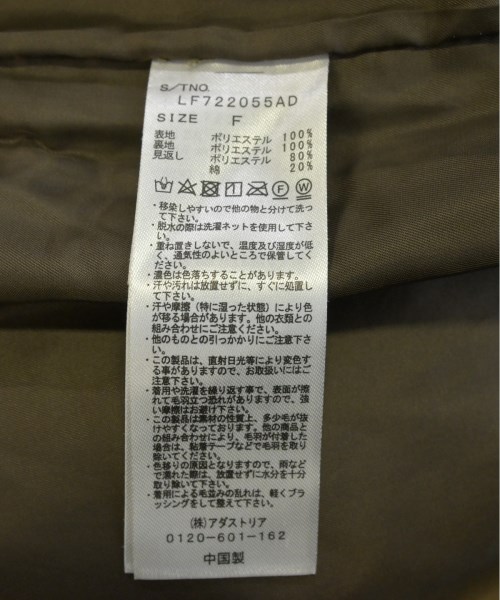 S/TNO.
LF722055AD
SIZE F
表地 ポリエステル 100%
裏地 ポリエステル 100%
見返し ポリエステル 80%
綿 20%
・移染しやすいので他の物と分けて洗っ
て下さい。
・脱水の際は洗濯ネットを使用して下さ
い。
・重ね置きしないで、温度及び湿度が低
く、通気性のよいところで保管してく
ださい。
・濃色は色落ちすることがあります。
・汗や汚れは放置せずに、すぐに処置し
て下さい。
・汗や摩擦（特に湿った状態）により色
が移る場合があります。他の衣類との
組み合わせにご注意ください。
・他のものとの引っかかりにご注意下さ
い。
・この製品は、直射日光等により変色す
る事がありますので、お取扱いにはご
注意下さい。
・着用や洗濯を繰り返す事で、表面が擦
れて毛羽立つ恐れがありますので、強
い摩擦はお避け下さい。
・この製品は素材の性質上、多少毛が抜
けやすくなっております。他の商品と
の組み合わせにより、毛羽が付着した
場合は、粘着テープなどで毛羽を取り
除いてください。
・色移りの原因となりますので、雨など
で濡れた際は、放置せずに水分を十分
取り除いて下さい。
・着用による毛並みの乱れは、軽くブラ
ッシングをして整えて下さい。
（株）アダストリア
0120-601-162
中国製